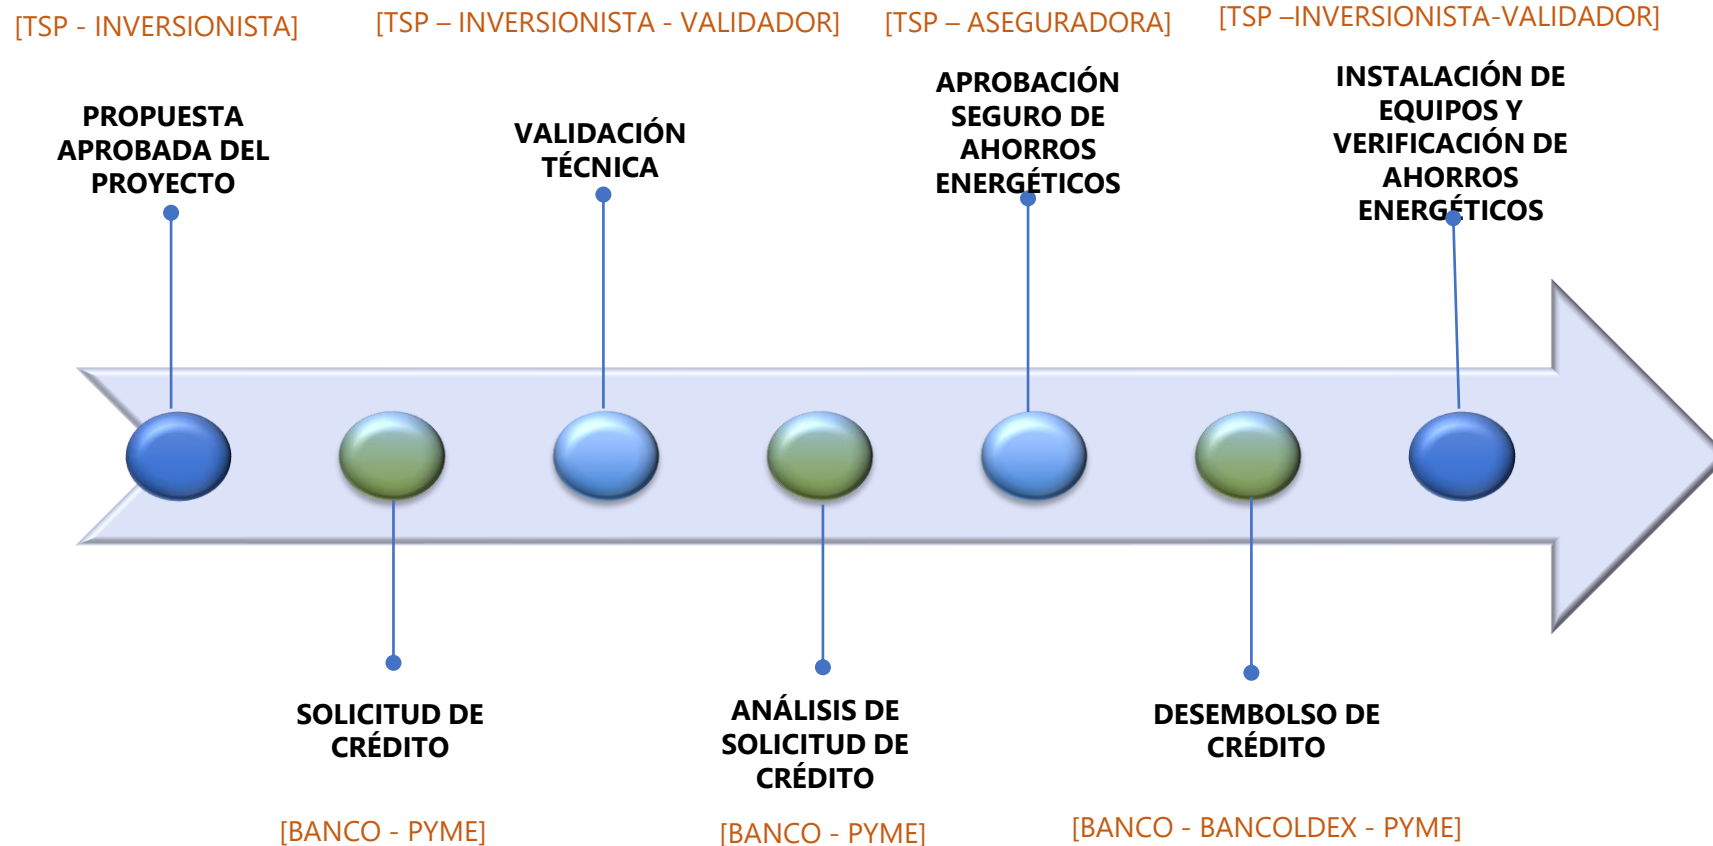 [TSP - INVERSIONISTA]
[TSP – INVERSIONISTA - VALIDADOR]
[TSP – ASEGURADORA]
[TSP –INVERSIONISTA-VALIDADOR]
PROPUESTA
APROBADA DEL
PROYECTO
VALIDACIÓN
TÉCNICA
APROBACIÓN
SEGURO DE
AHORROS
ENERGÉTICOS
INSTALACIÓN DE
EQUIPOS Y
VERIFICACIÓN DE
AHORROS
ENERGÉTICOS
SOLICITUD DE
CRÉDITO
ANÁLISIS DE
SOLICITUD DE
CRÉDITO
DESEMBOLSO DE
CRÉDITO
[BANCO - PYME]
[BANCO - PYME]
[BANCO - BANCOLDEX - PYME]